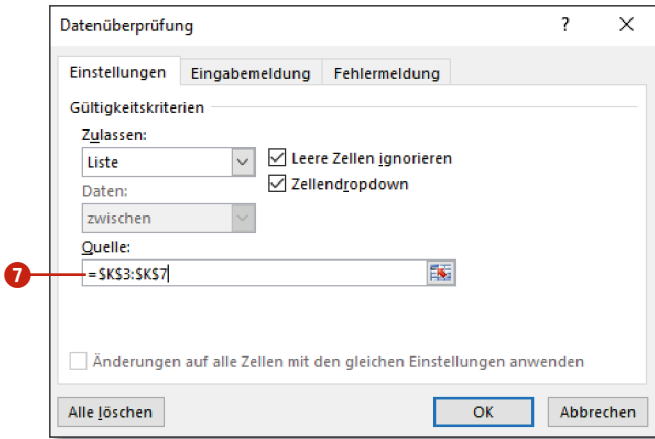 Datenüberprüfung ? ×
Einstellungen Eingabemeldung Fehlermeldung
Gültigkeitskriterien
Zulassen:
Liste Leere Zellen ignorieren
Daten: Zellendropdown
zwischen
Quelle:
7 =$K$3:$K$7
Änderungen auf alle Zellen mit den gleichen Einstellungen anwenden
Alle löschen OK Abbrechen